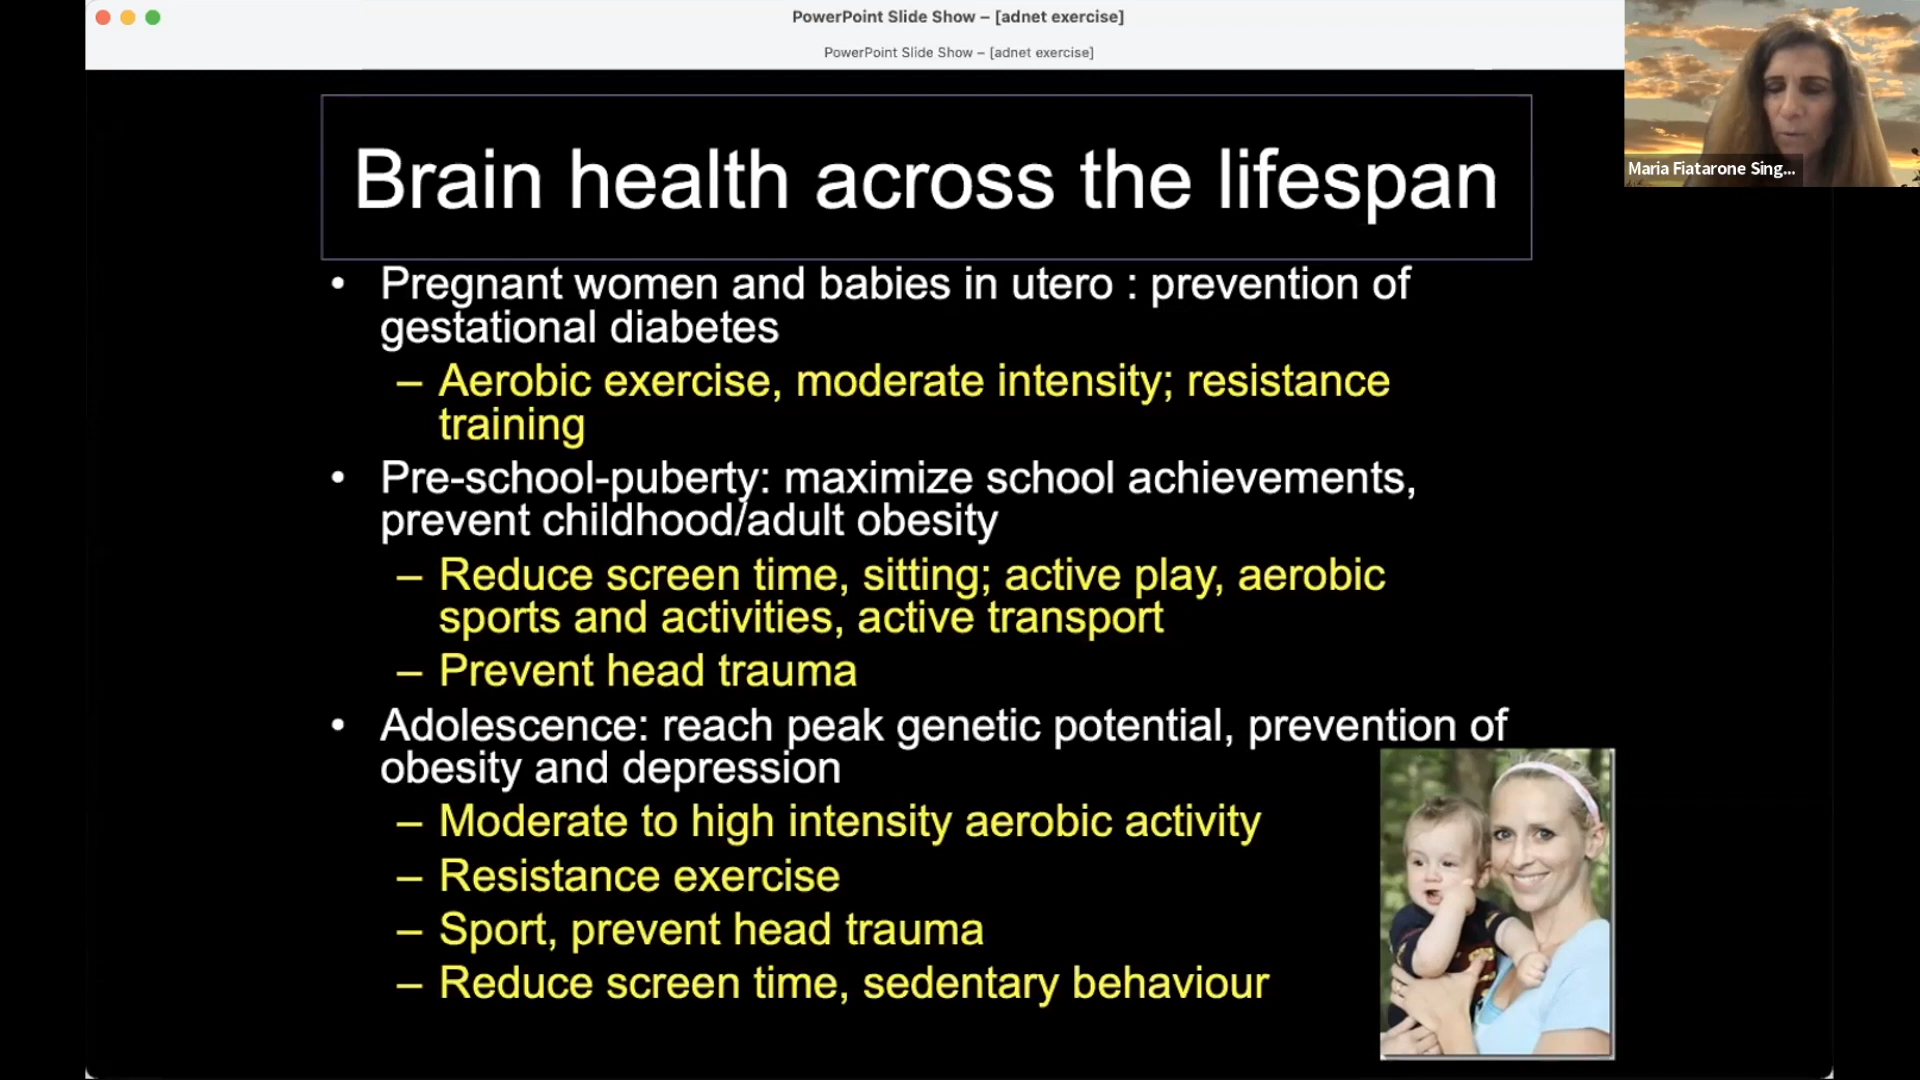 PowerPoint Slide Show – [adnet exercise]
PowerPoint Slide Show – [adnet exercise]
Maria Fiatarone Sing...
Brain health across the lifespan
• Pregnant women and babies in utero : prevention of
gestational diabetes
– Aerobic exercise, moderate intensity; resistance
training
• Pre-school-puberty: maximize school achievements,
prevent childhood/adult obesity
– Reduce screen time, sitting; active play, aerobic
sports and activities, active transport
– Prevent head trauma
• Adolescence: reach peak genetic potential, prevention of
obesity and depression
– Moderate to high intensity aerobic activity
– Resistance exercise
– Sport, prevent head trauma
– Reduce screen time, sedentary behaviour